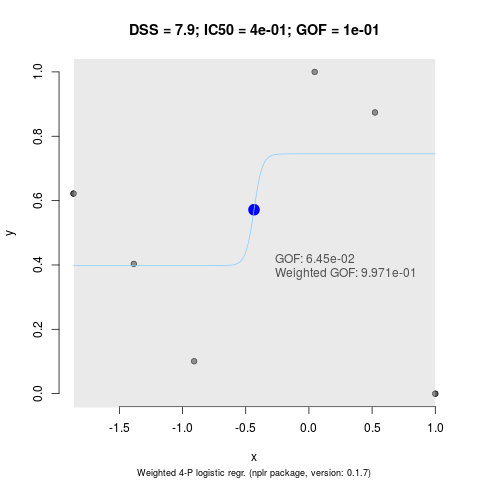 DSS = 7.9; IC50 = 4e-01; GOF = 1e-01
1.0
0.8
0.6
0.4
0.2
0.0
y
GOF: 6.45e-02
Weighted GOF: 9.971e-01
-1.5 -1.0 -0.5 0.0 0.5 1.0
x
Weighted 4-P logistic regr. (nplr package, version: 0.1.7)